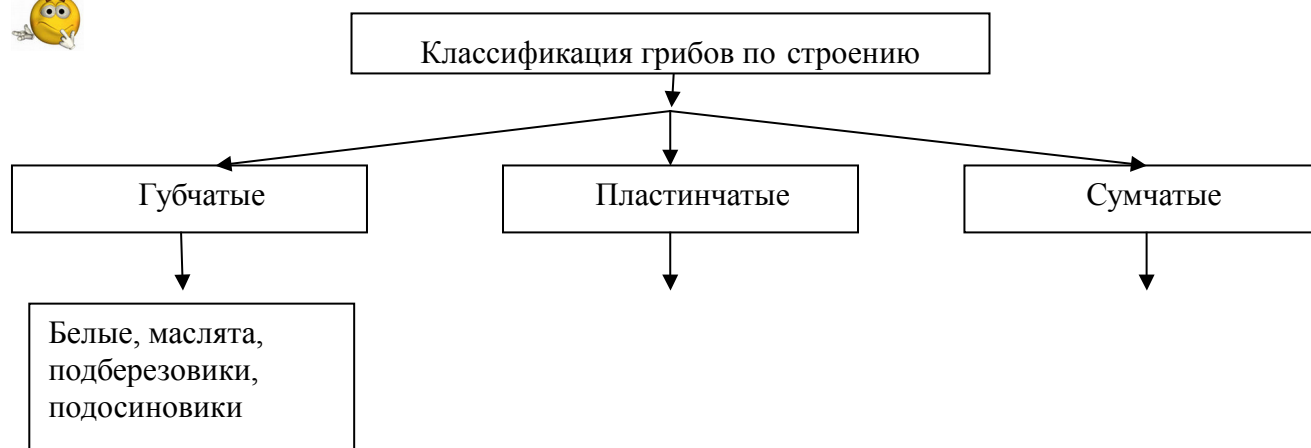 Классификация грибов по строению
Губчатые
Пластинчатые
Сумчатые
Белые, маслята,
подберезовики,
подосиновики